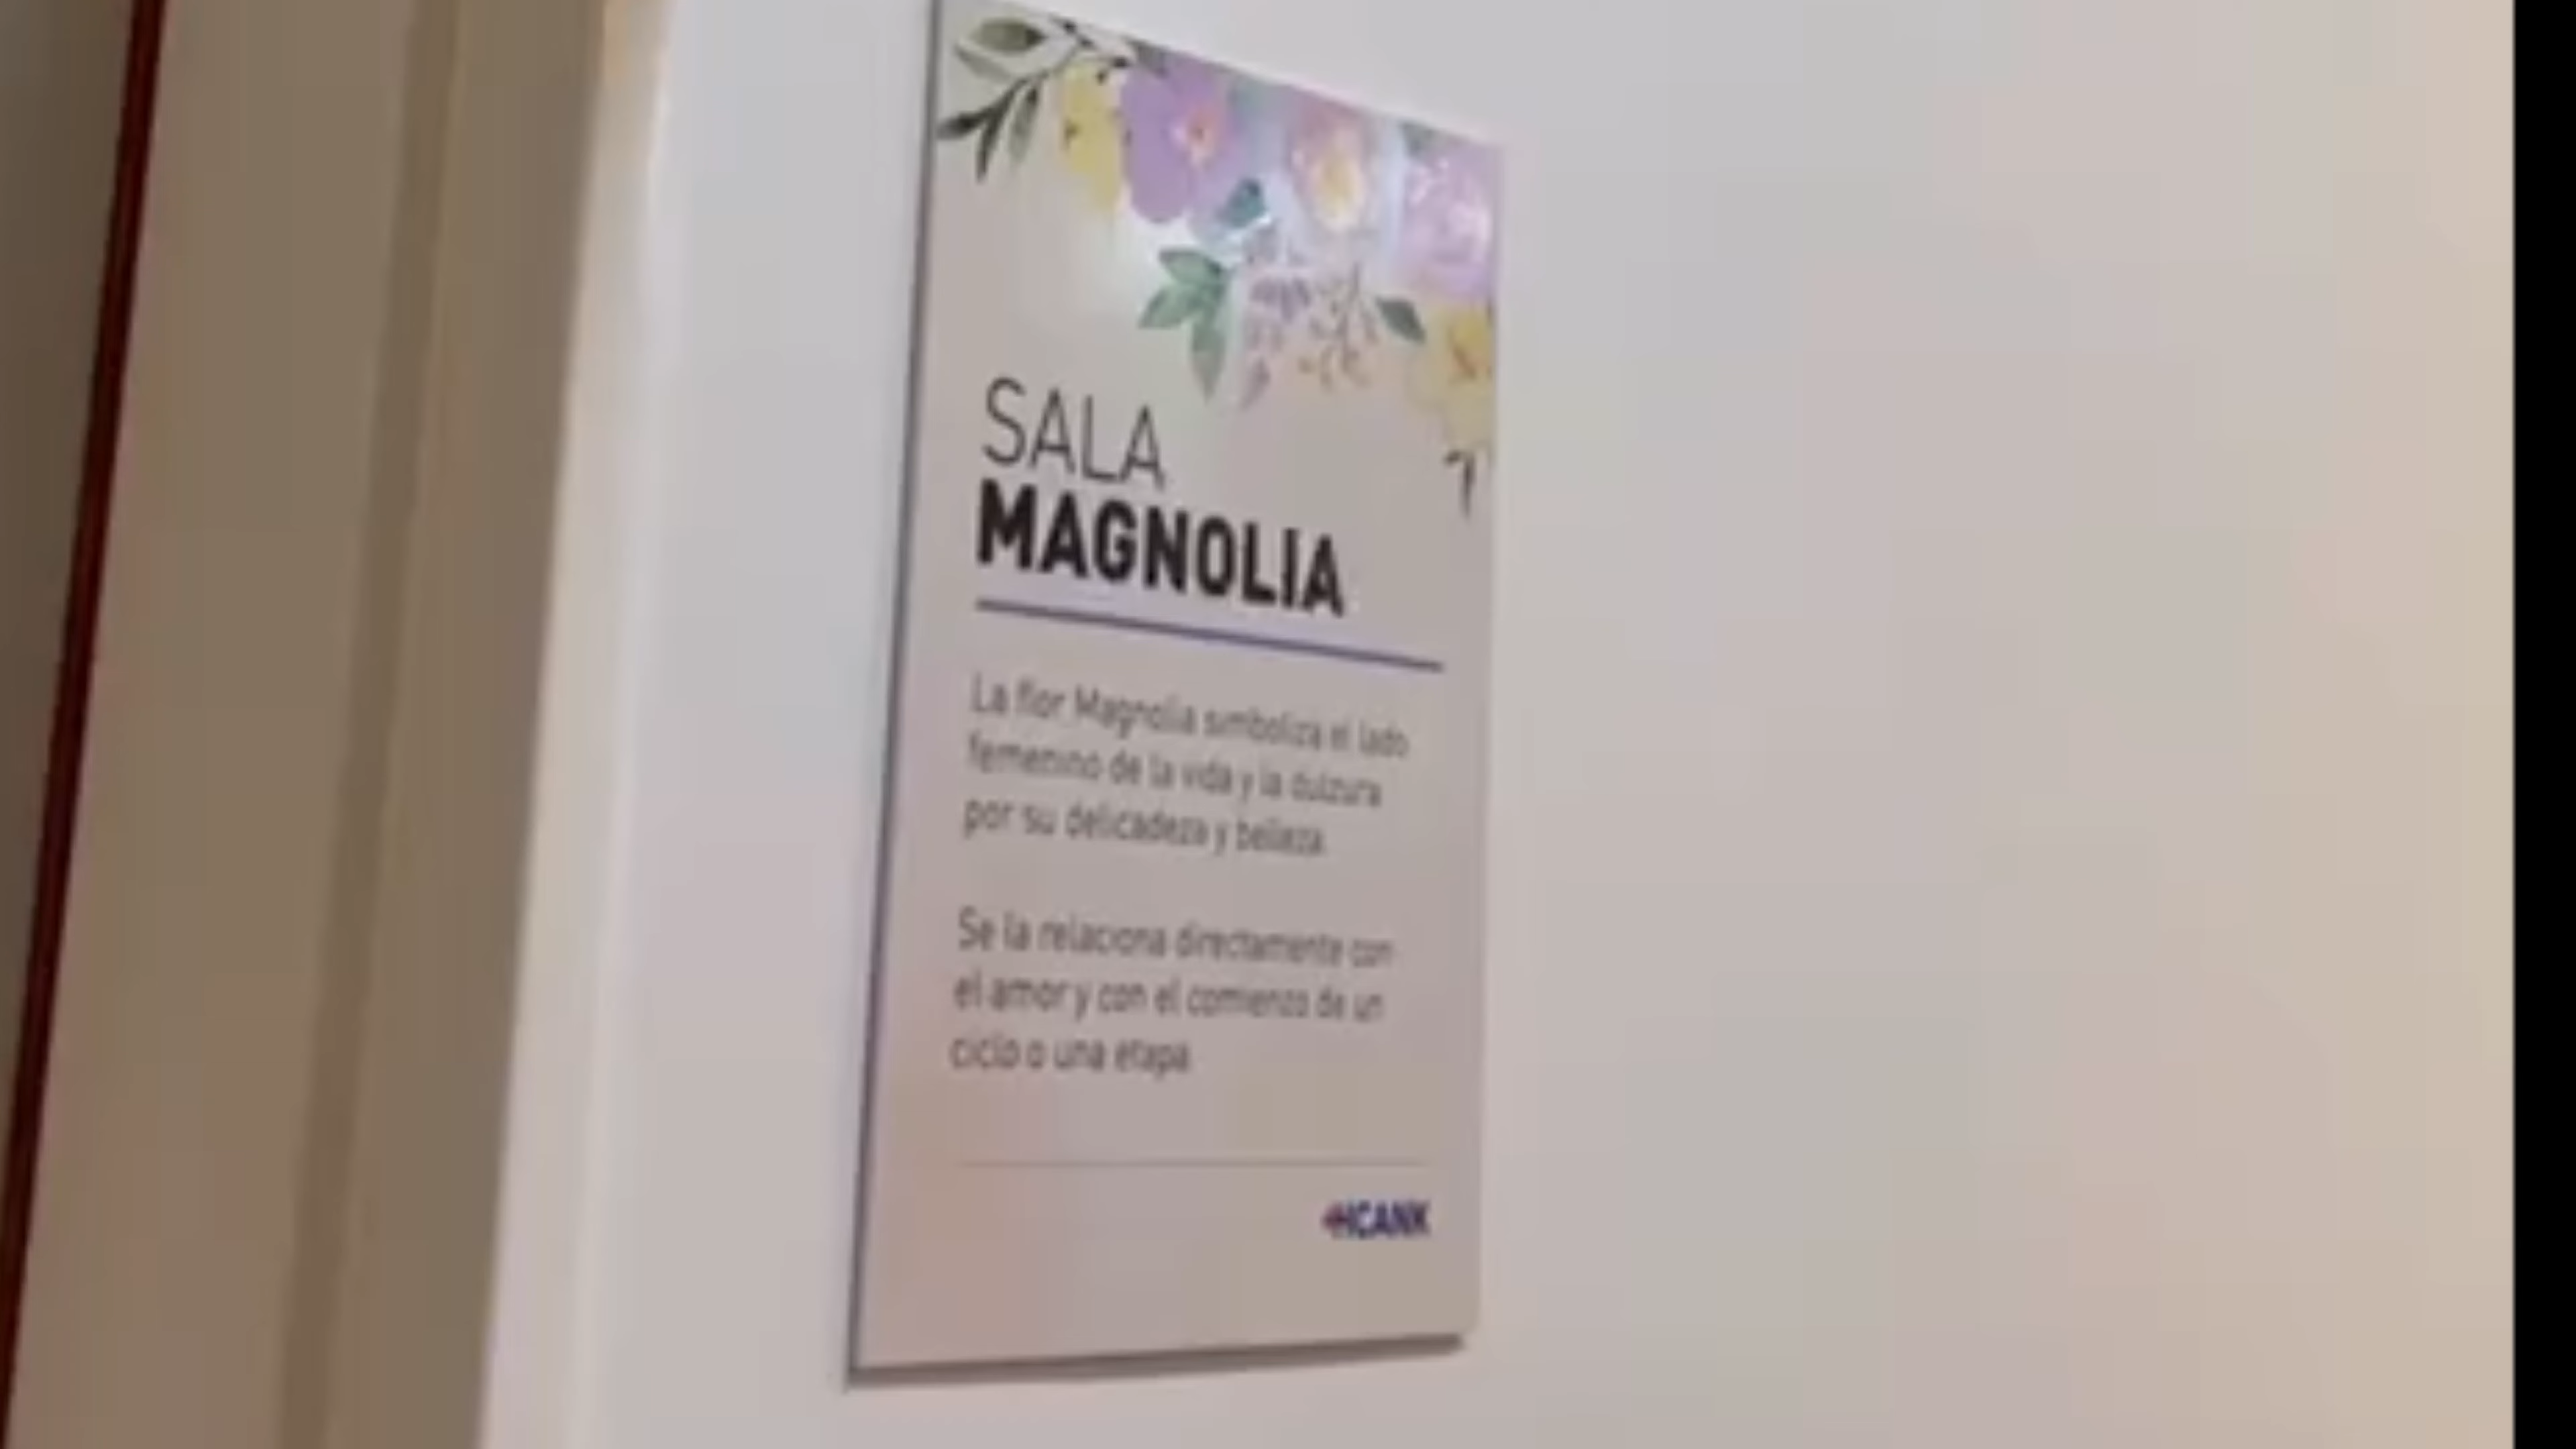 SALA
MAGNOLIA
La flor Magnolia simboliza el lado
femenino de la vida y la dulzura
por su delicadeza y belleza.
Se la relaciona directamente con
el amor y con el comienzo de un
ciclo o una etapa.
HCANK